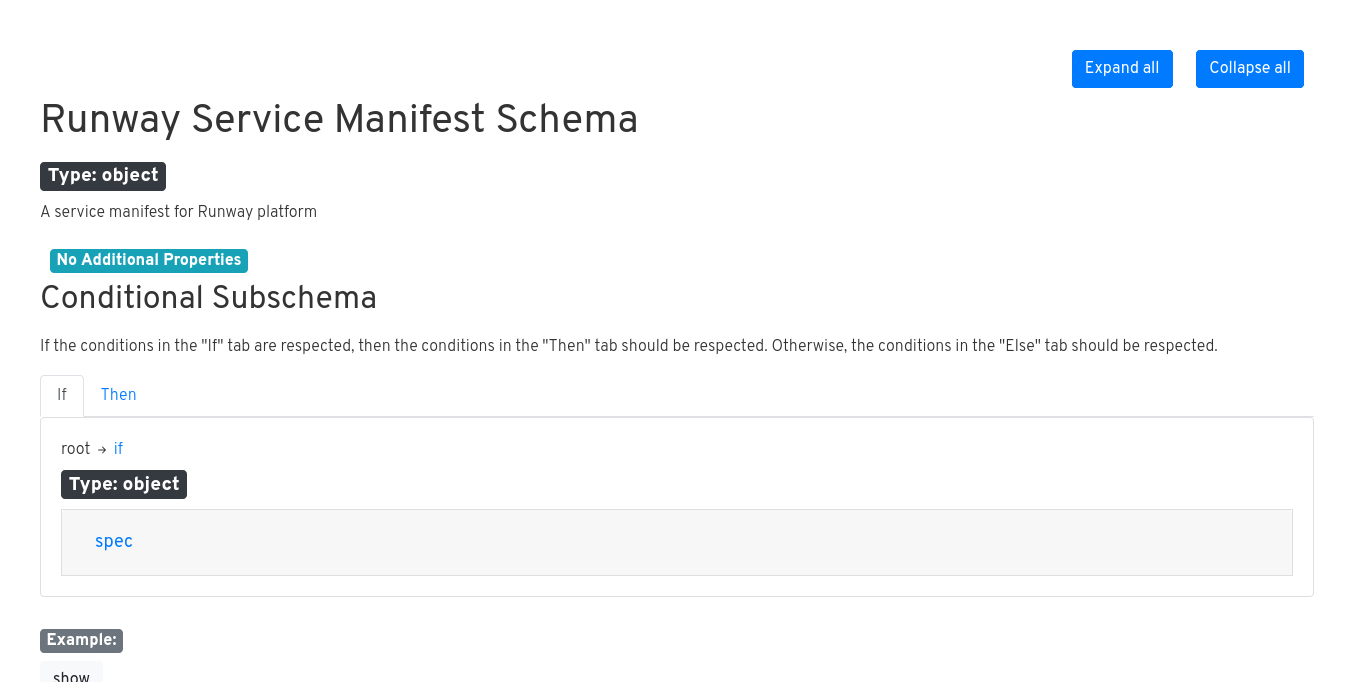 Expand all Collapse all
Runway Service Manifest Schema
Type: object
A service manifest for Runway platform
No Additional Properties
Conditional Subschema
If the conditions in the "If" tab are respected, then the conditions in the "Then" tab should be respected. Otherwise, the conditions in the "Else" tab should be respected.
If Then
root → if
Type: object
spec
Example:
show